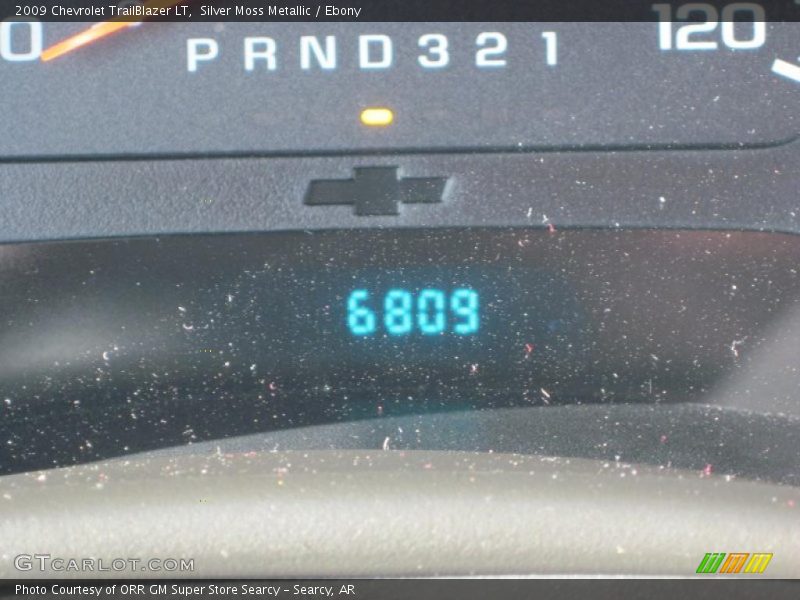 2009 Chevrolet TrailBlazer LT,  Silver Moss Metallic / Ebony
0 120
P R N D 3 2 1
6809
GTCARLOT.COM
Photo Courtesy of ORR GM Super Store Searcy - Searcy, AR